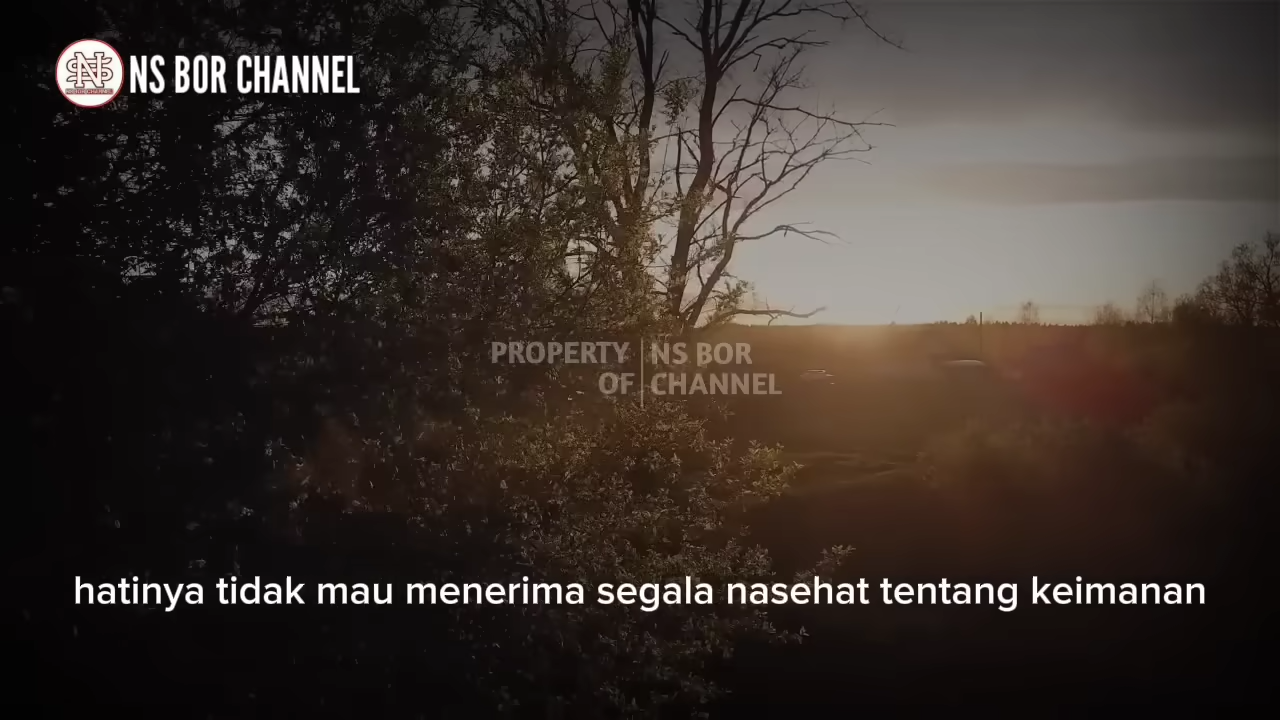 NS BOR CHANNEL
PROPERTY OF
NS BOR CHANNEL
hatinya tidak mau menerima segala nasehat tentang keimanan